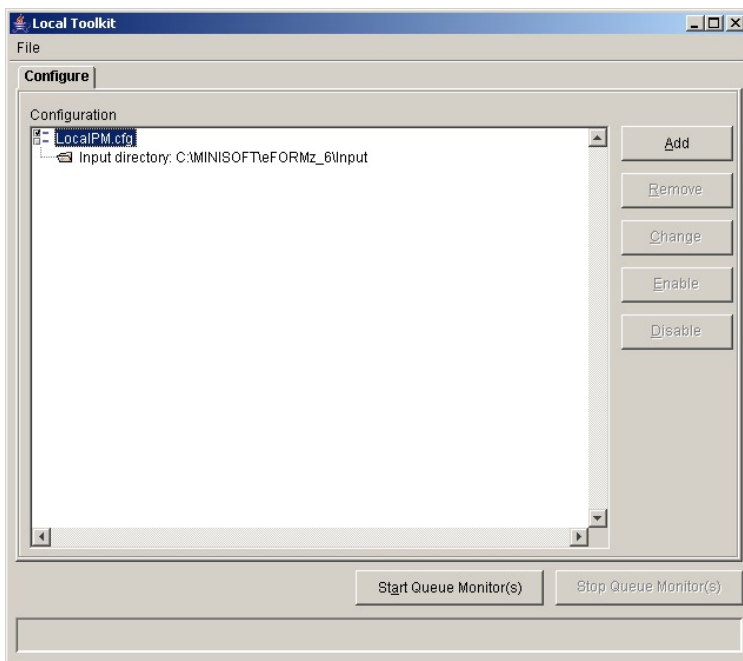 Local Toolkit
File
Configure
Configuration
LocalPM.cfg
Input directory: C:\MINISOFT\eFORMz_6\Input
Add
Remove
Change
Enable
Disable
Start Queue Monitor(s)
Stop Queue Monitor(s)